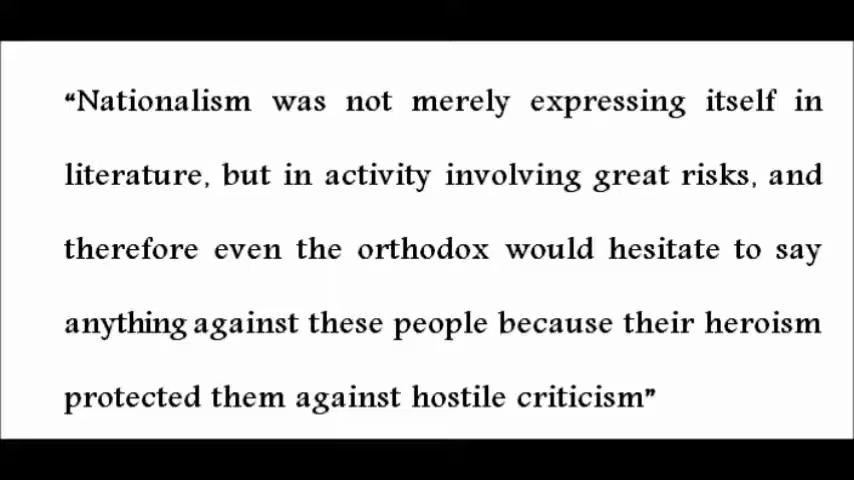 “Nationalism was not merely expressing itself in
literature, but in activity involving great risks, and
therefore even the orthodox would hesitate to say
anything against these people because their heroism
protected them against hostile criticism”